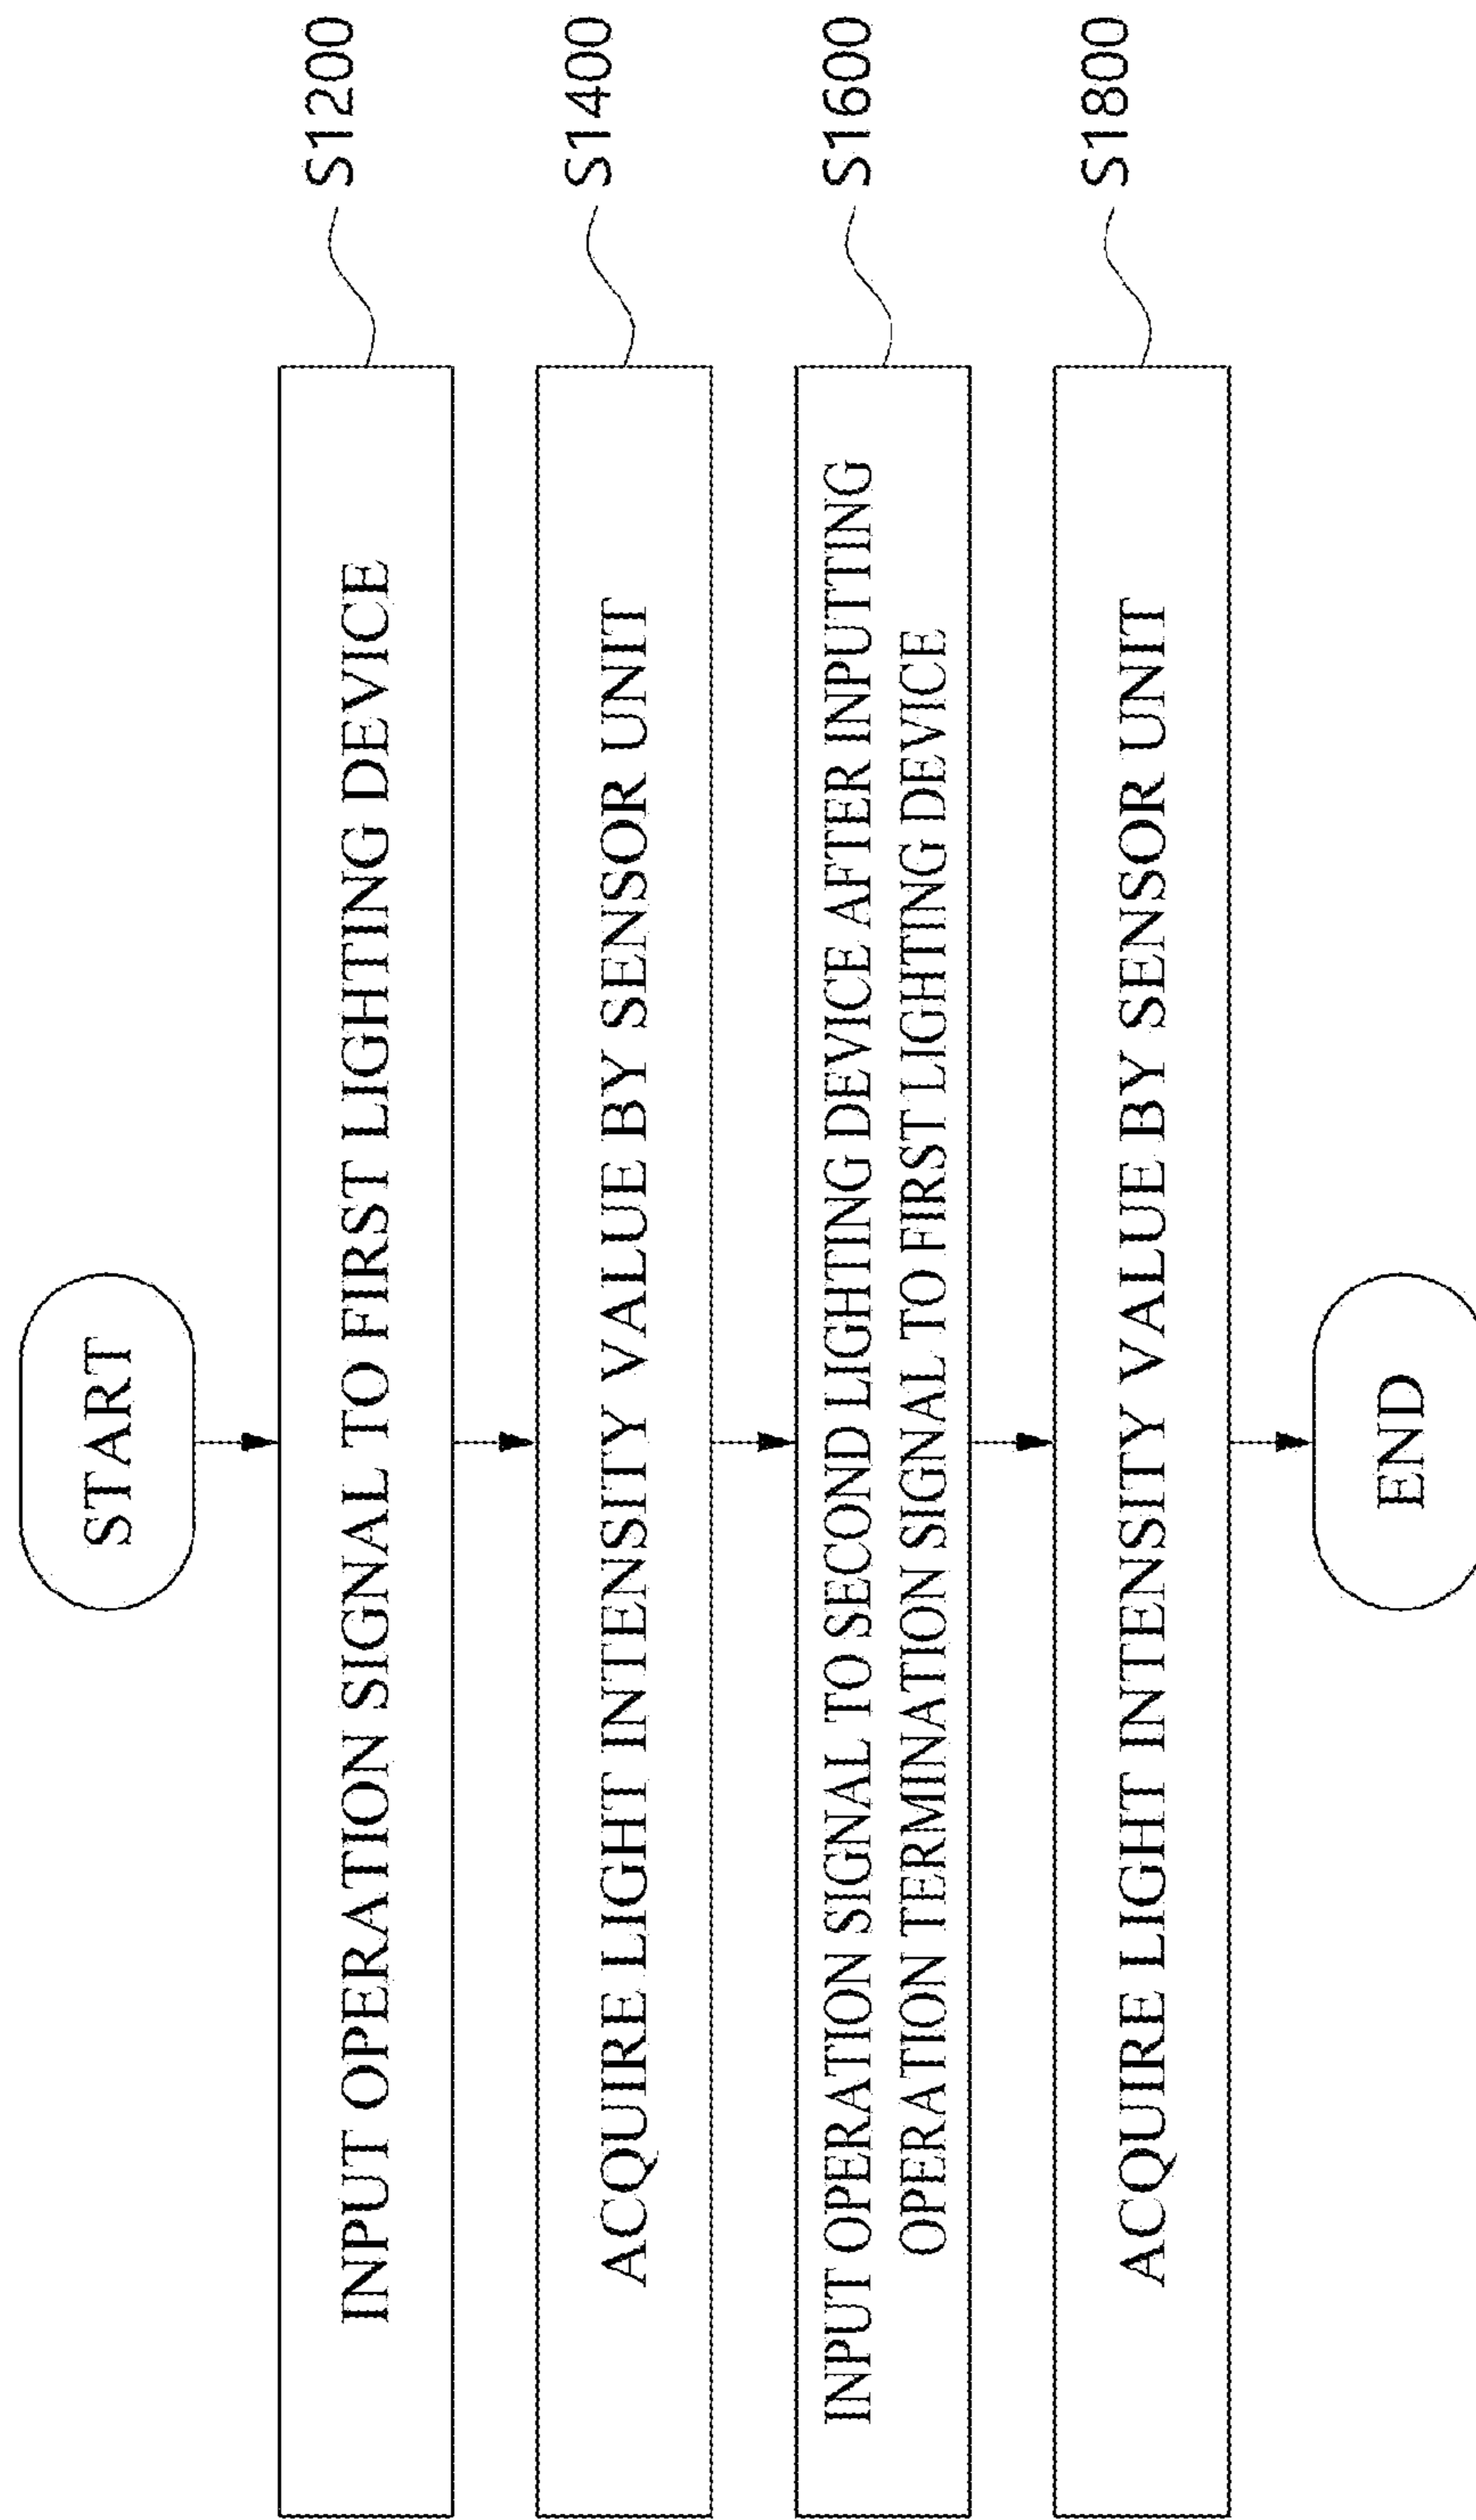 START
INPUT OPERATION SIGNAL TO FIRST LIGHTING DEVICE
S1200
ACQUIRE LIGHT INTENSITY VALUE BY SENSOR UNIT
S1400
INPUT OPERATION SIGNAL TO SECOND LIGHTING DEVICE AFTER INPUTTING
OPERATION TERMINATION SIGNAL TO FIRST LIGHTING DEVICE
S1600
ACQUIRE LIGHT INTENSITY VALUE BY SENSOR UNIT
S1800
END